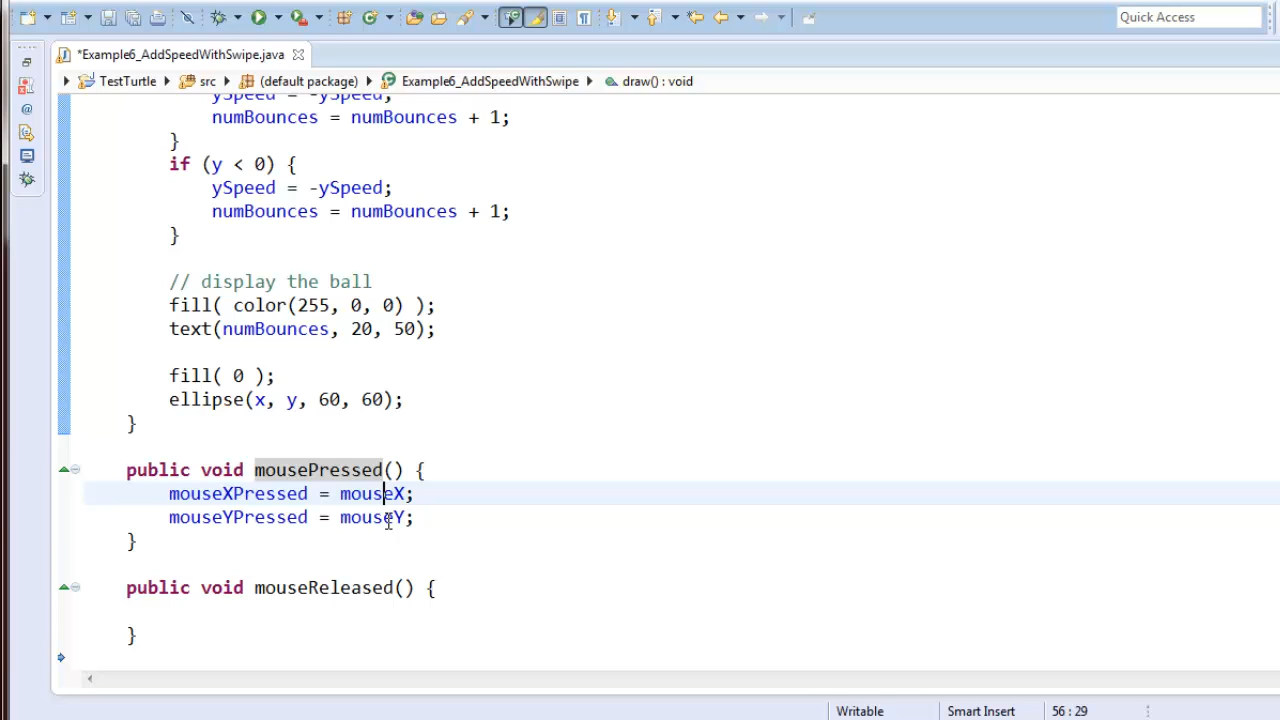 Quick Access
*Example6_AddSpeedWithSwipe.java
TestTurtle src (default package) Example6_AddSpeedWithSwipe draw() : void
ySpeed = -ySpeed;
numBounces = numBounces + 1;
}
if (y < 0) {
ySpeed = -ySpeed;
numBounces = numBounces + 1;
}
// display the ball
fill( color(255, 0, 0) );
text(numBounces, 20, 50);
fill( 0 );
ellipse(x, y, 60, 60);
}
public void mousePressed() {
mouseXPressed = mouseX;
mouseYPressed = mouseY;
}
public void mouseReleased() {
}
Writable Smart Insert 56 : 29